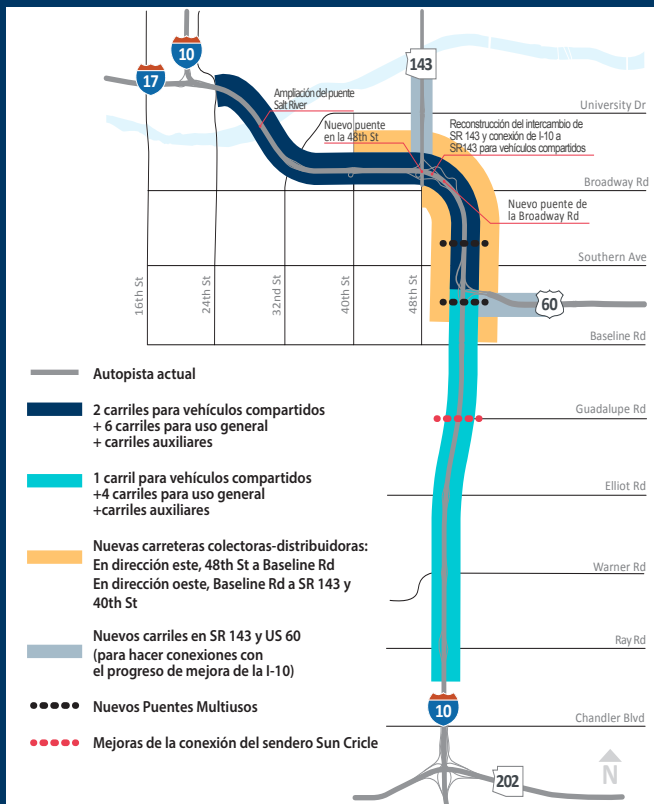 10
17
143
Ampliación del puente
Salt River
University Dr
Nuevo puente
en la 48th St
Reconstrucción del intercambio de
SR 143 y conexión de I-10 a
SR143 para vehículos compartidos
Broadway Rd
Nuevo puente de
la Broadway Rd
Southern Ave
16th St
24th St
32nd St
40th St
48th St
60
Baseline Rd
Autopista actual
2 carriles para vehículos compartidos
+ 6 carriles para uso general
+ carriles auxiliares
Guadalupe Rd
1 carril para vehículos compartidos
+4 carriles para uso general
+carriles auxiliares
Elliot Rd
Nuevas carreteras colectoras-distribuidoras:
En dirección este, 48th St a Baseline Rd
En dirección oeste, Baseline Rd a SR 143 y
40th St
Warner Rd
Nuevos carriles en SR 143 y US 60
(para hacer conexiones con
el progreso de mejora de la I-10)
Ray Rd
Nuevos Puentes Multiusos
10
Chandler Blvd
Mejoras de la conexión del sendero Sun Cricle
202
N